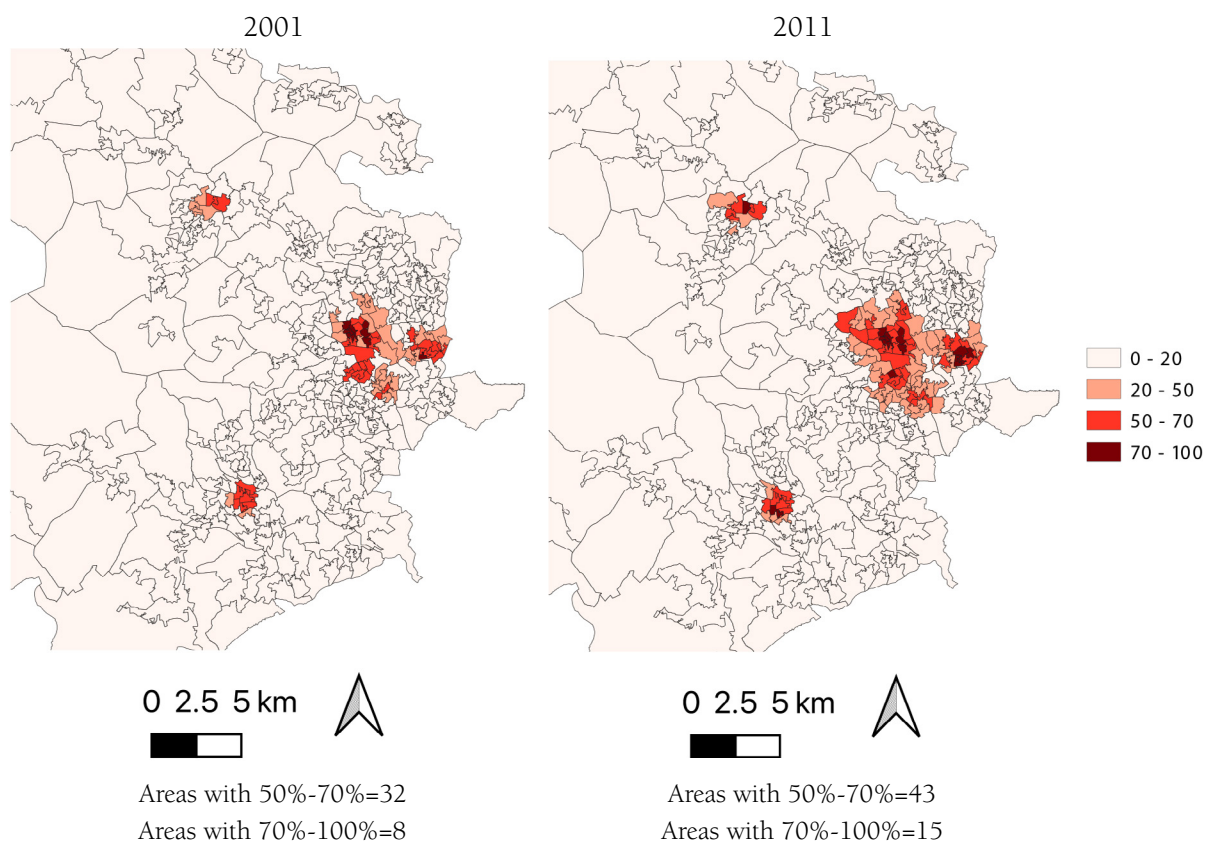 2001
2011
0 - 20
20 - 50
50 - 70
70 - 100
0 2.5 5 km
0 2.5 5 km
Areas with 50%-70%=32
Areas with 70%-100%=8
Areas with 50%-70%=43
Areas with 70%-100%=15